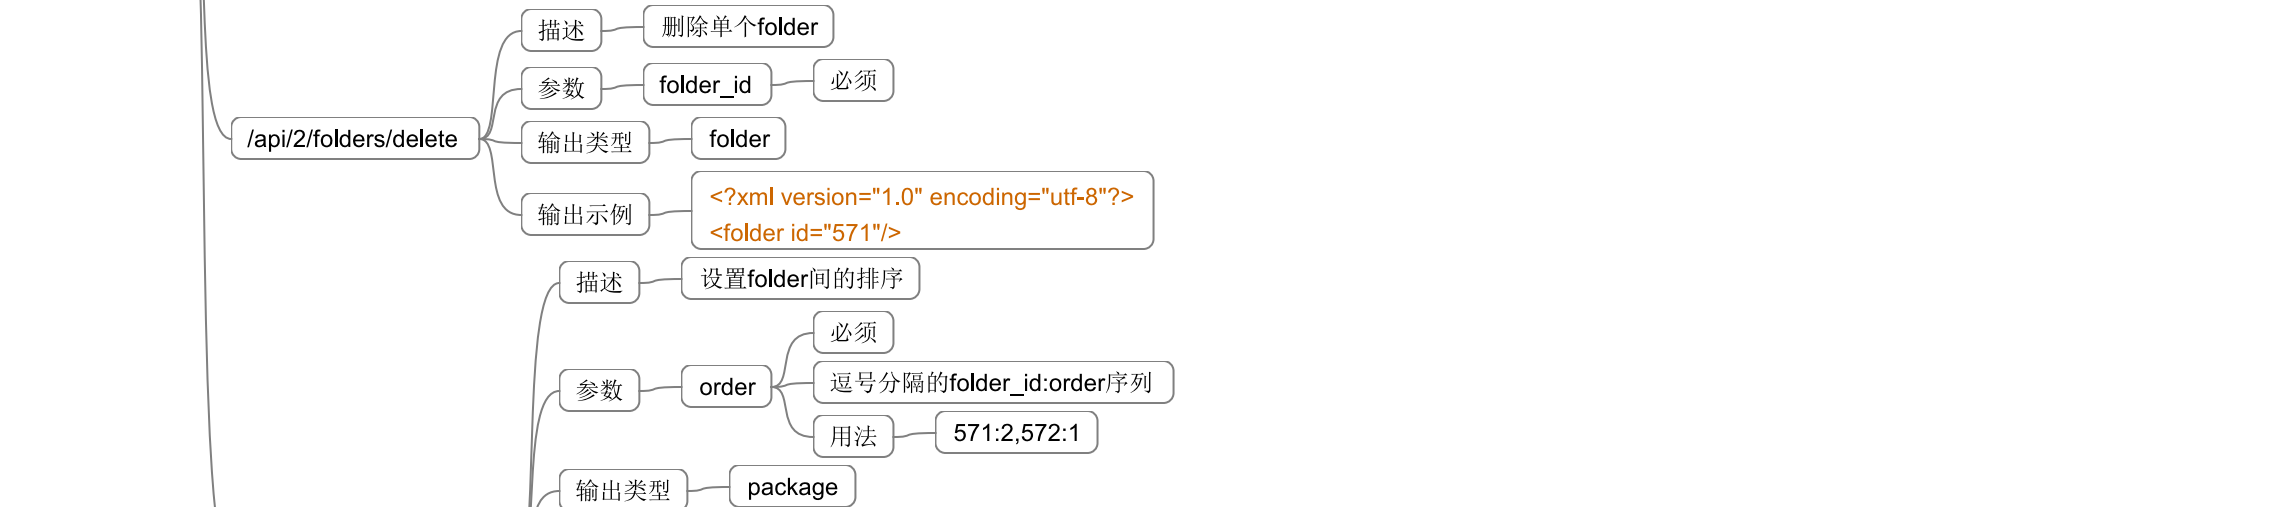 描述
删除单个folder
参数
folder_id
必须
/api/2/folders/delete
输出类型
folder
输出示例
<?xml version="1.0" encoding="utf-8"?>
<folder id="571"/>
描述
设置folder间的排序
参数
order
必须
逗号分隔的folder_id:order序列
用法
571:2,572:1
输出类型
package